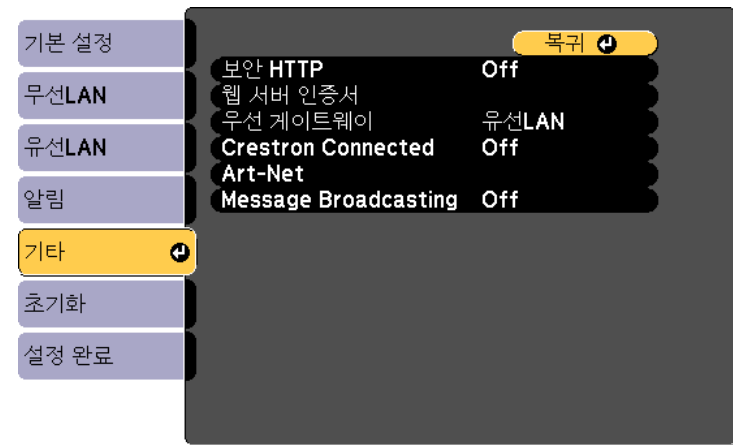 기본 설정
무선LAN
유선LAN
알림
기타
초기화
설정 완료
복귀
보안 HTTP Off
웹 서버 인증서
우선 게이트웨이 유선LAN
Crestron Connected Off
Art-Net
Message Broadcasting Off